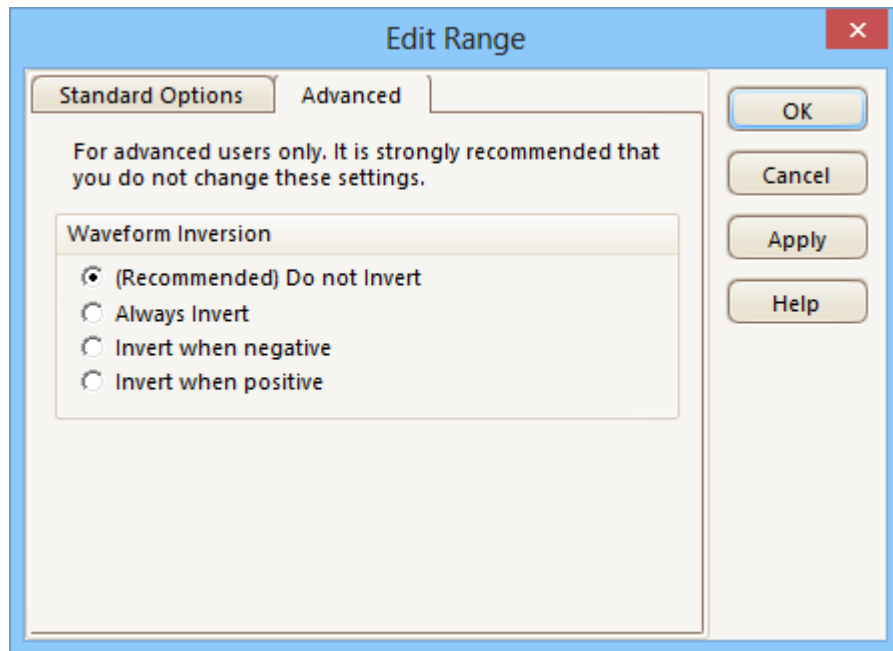 Edit Range
Standard Options
Advanced
For advanced users only. It is strongly recommended that
you do not change these settings.
Waveform Inversion
(Recommended) Do not Invert
Always Invert
Invert when negative
Invert when positive
OK
Cancel
Apply
Help